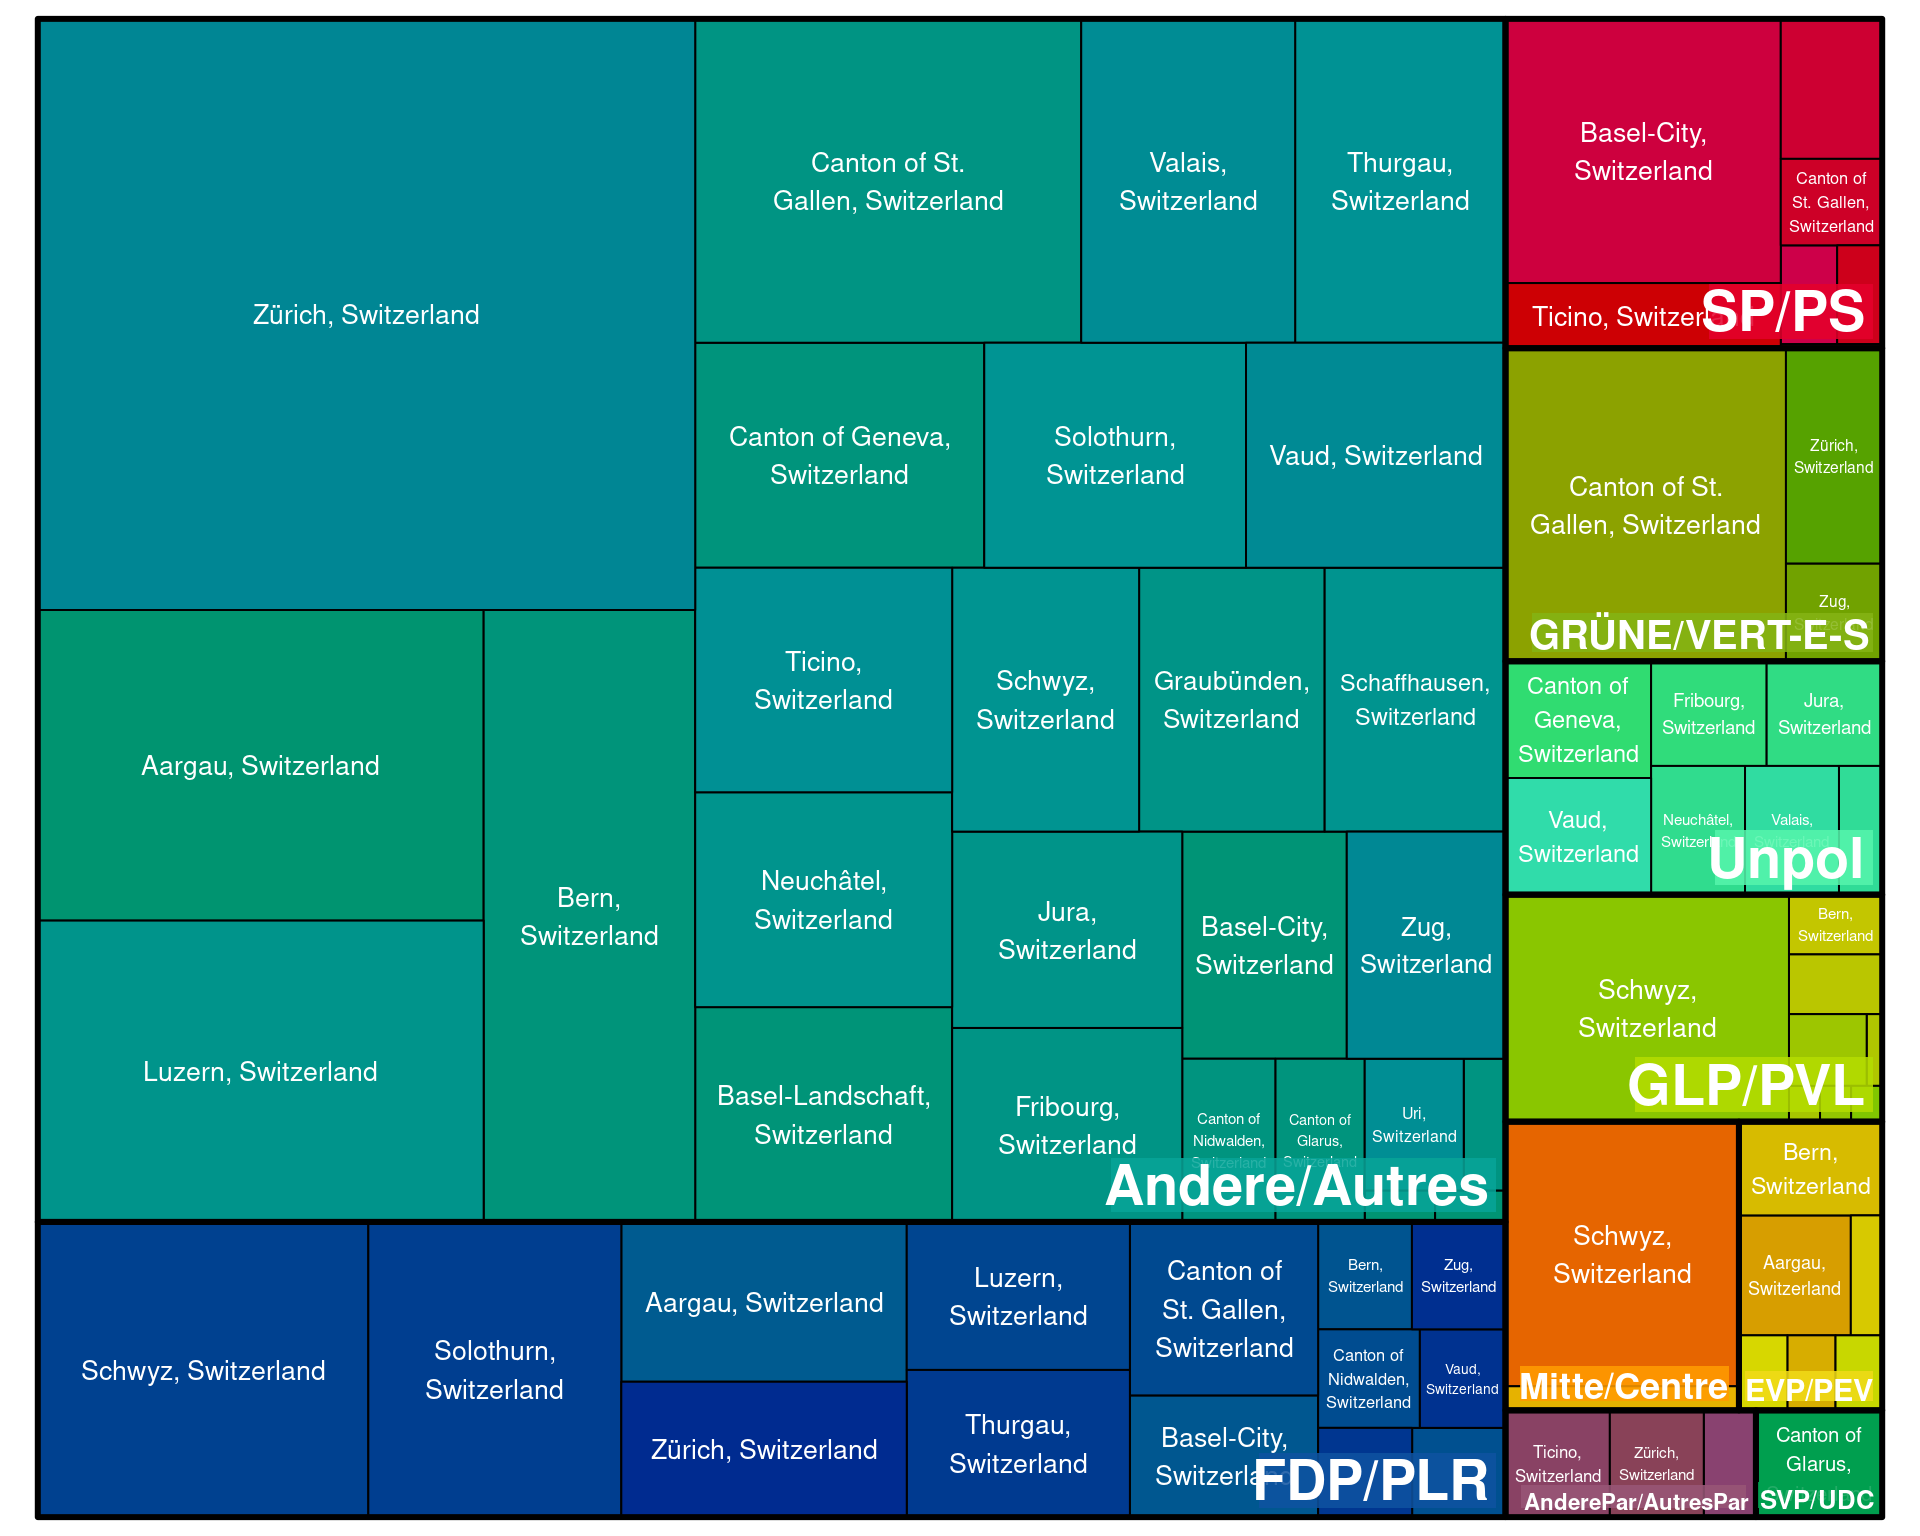 Zürich, Switzerland
Canton of St.
Gallen, Switzerland
Valais,
Switzerland
Thurgau,
Switzerland
Canton of Geneva,
Switzerland
Solothurn,
Switzerland
Vaud, Switzerland
Aargau, Switzerland
Luzern, Switzerland
Bern,
Switzerland
Ticino,
Switzerland
Schwyz,
Switzerland
Graubünden,
Switzerland
Schaffhausen,
Switzerland
Neuchâtel,
Switzerland
Jura,
Switzerland
Basel-City,
Switzerland
Zug,
Switzerland
Basel-Landschaft,
Switzerland
Fribourg,
Switzerland
Canton of
Nidwalden,
Switzerland
Canton of
Glarus,
Switzerland
Uri,
Switzerland
Andere/Autres
Schwyz, Switzerland
Solothurn,
Switzerland
Aargau, Switzerland
Zürich, Switzerland
Luzern,
Switzerland
Thurgau,
Switzerland
Canton of
St. Gallen,
Switzerland
Basel-City,
Switzerland
Bern,
Switzerland
Zug,
Switzerland
Canton of
Nidwalden,
Switzerland
Vaud,
Switzerland
FDP/PLR
Basel-City,
Switzerland
Canton of
St. Gallen,
Switzerland
Ticino, Switzerland
SP/PS
Canton of St.
Gallen, Switzerland
Zürich,
Switzerland
Zug,
Switzerland
GRÜNE/VERT-E-S
Canton of
Geneva,
Switzerland
Fribourg,
Switzerland
Jura,
Switzerland
Vaud,
Switzerland
Neuchâtel,
Switzerland
Valais,
Switzerland
Unpol
Schwyz,
Switzerland
Bern,
Switzerland
GLP/PVL
Schwyz,
Switzerland
Mitte/Centre
Bern,
Switzerland
Aargau,
Switzerland
EVP/PEV
Ticino,
Switzerland
Zürich,
Switzerland
AnderePar/AutresPar
Canton of
Glarus,
SVP/UDC